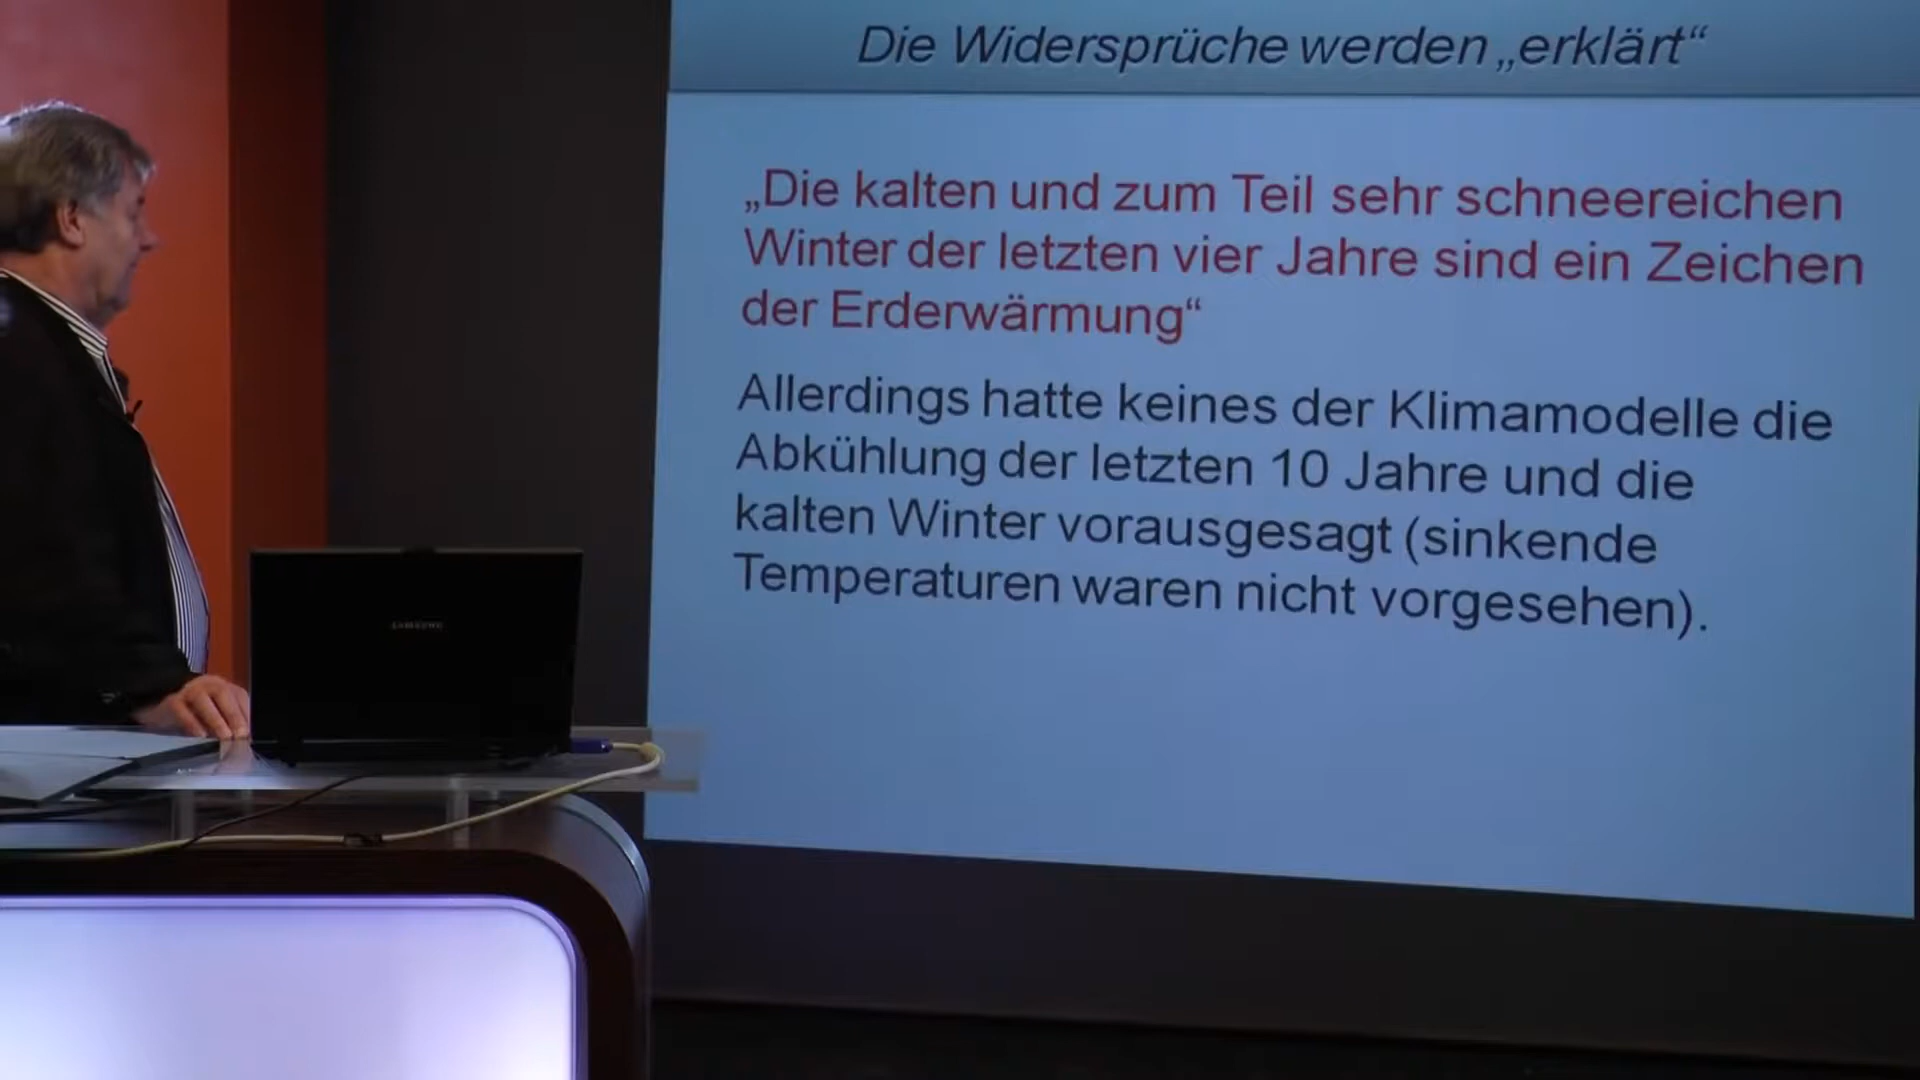 Die Widersprüche werden „erklärt“
„Die kalten und zum Teil sehr schneereichen
Winter der letzten vier Jahre sind ein Zeichen
der Erderwärmung“
Allerdings hatte keines der Klimamodelle die
Abkühlung der letzten 10 Jahre und die
kalten Winter vorausgesagt (sinkende
Temperaturen waren nicht vorgesehen).
SAMSUNG